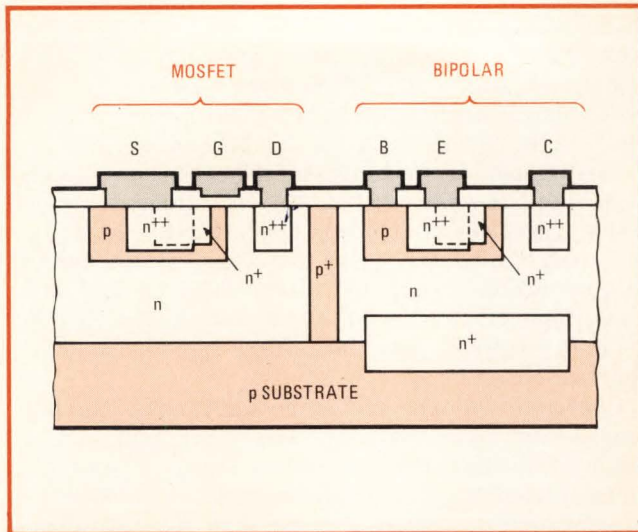 MOSFET BIPOLAR
S G D B E C
p n++ n++ p+ p n++ n++
n+ n+
n n
n+
p SUBSTRATE